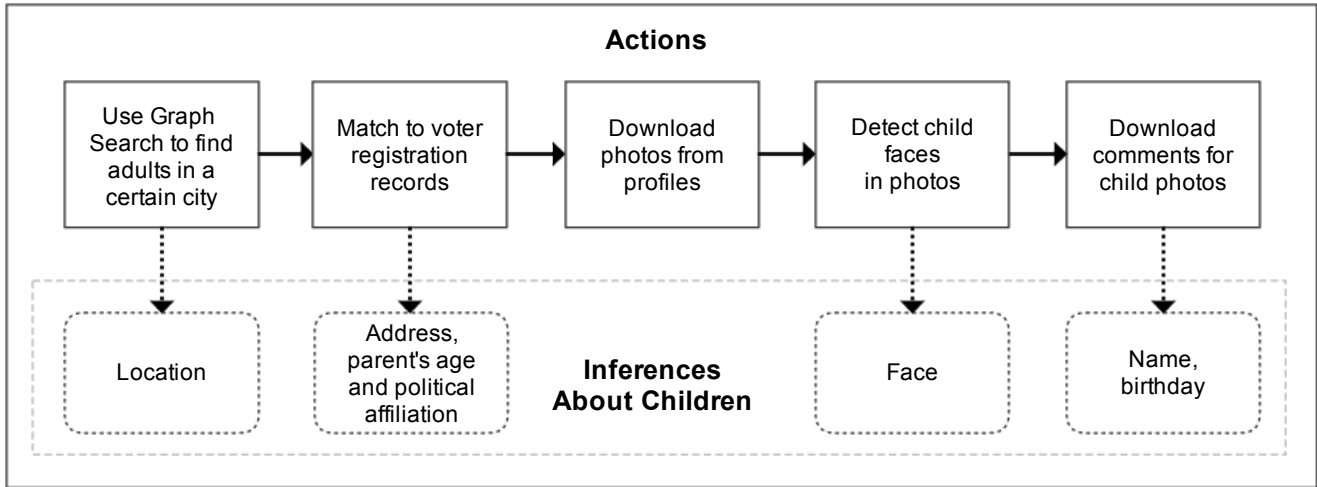 Actions
Use Graph
Search to find
adults in a
certain city
Match to voter
registration
records
Download
photos from
profiles
Detect child
faces
in photos
Download
comments for
child photos
Location
Address,
parent's age
and political
affiliation
Inferences
About Children
Face
Name,
birthday